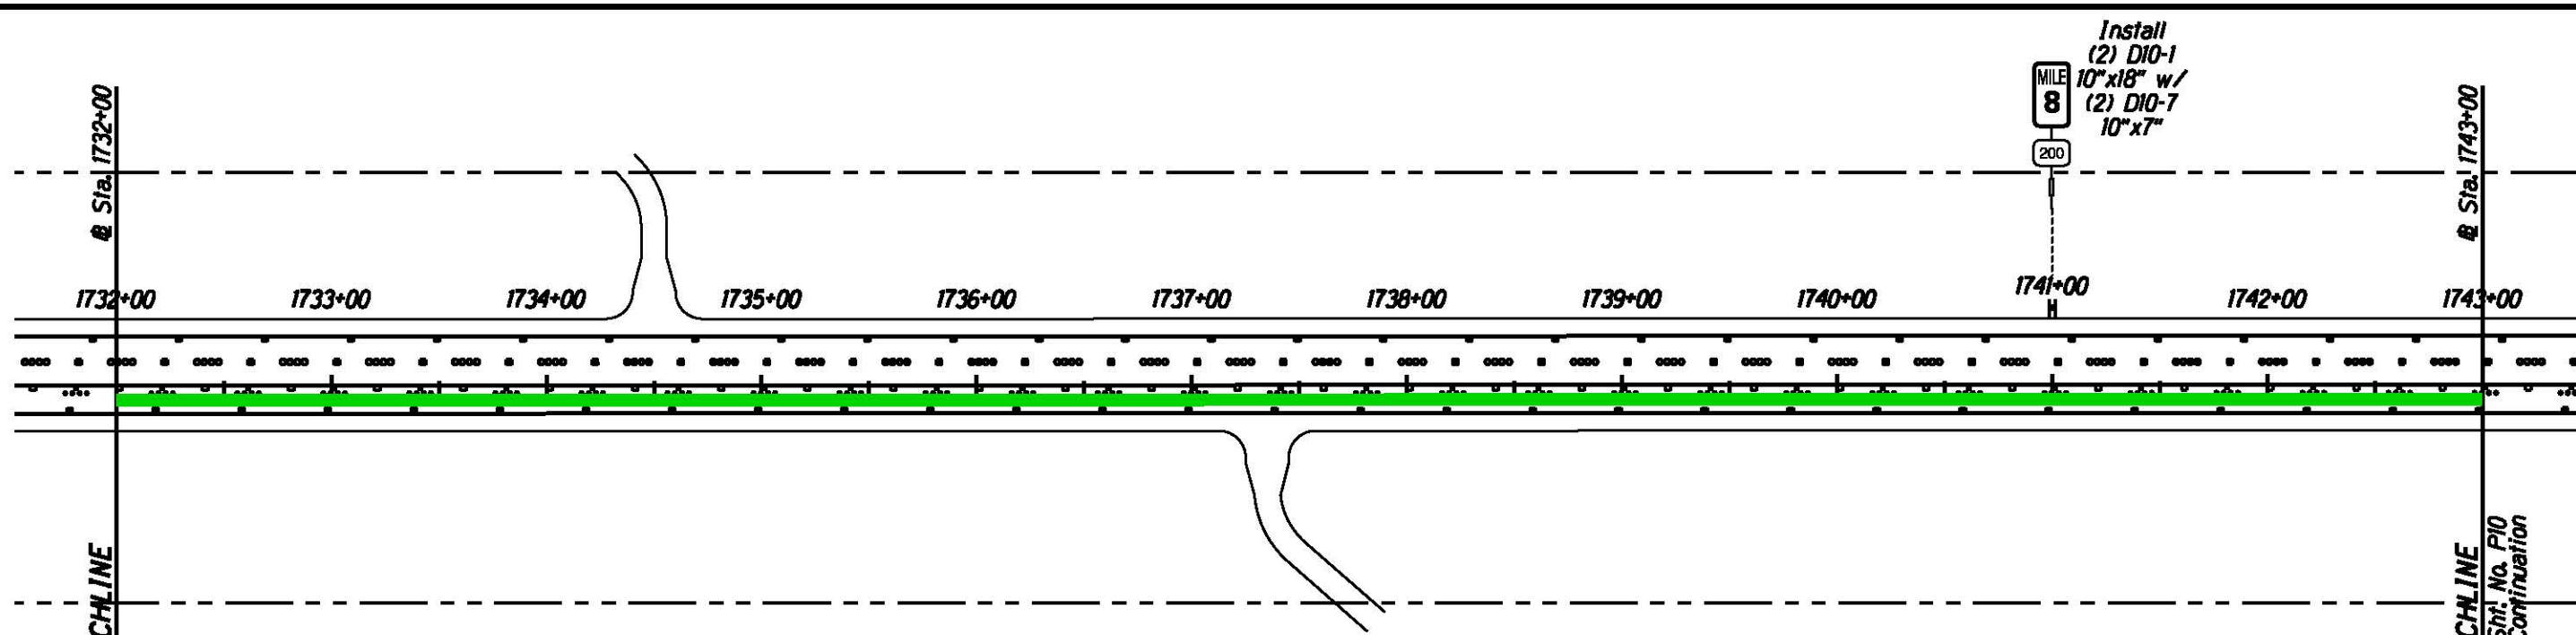 Install
(2) D10-1
10"x18" w/
(2) D10-7
10"x7"
MILE
8
200
Sta. 1732+00
Sta. 1743+00
1732+00 1733+00 1734+00 1735+00 1736+00 1737+00 1738+00 1739+00 1740+00 1741+00 1742+00 1743+00
CHLINE
CHLINE
Sht. No. P10
Continuation